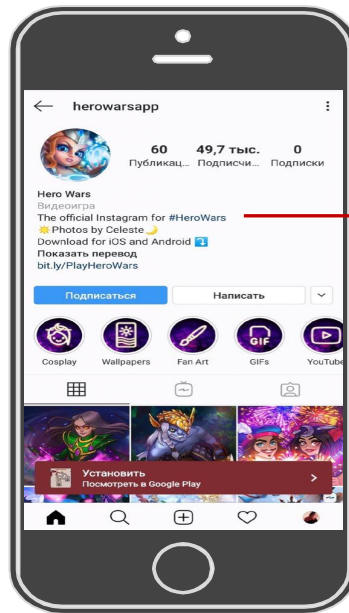 herowarsapp
60 49,7 тыс. 0
Публикац... Подписчи... Подписки
Hero Wars
Видеоигра
The official Instagram for #HeroWars
☀️Photos by Celeste🌙
Download for iOS and Android ⤵️
Показать перевод
bit.ly/PlayHeroWars
Подписаться Написать
Cosplay Wallpapers Fan Art GIFs YouTube
GIF
Установить
Посмотреть в Google Play